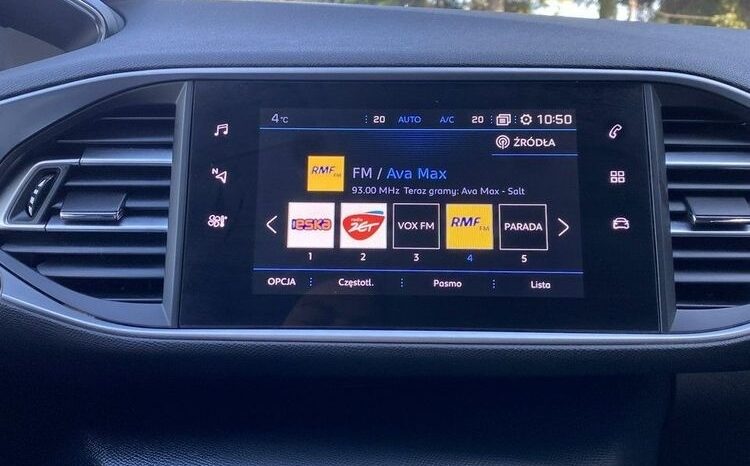 4 °C 20 AUTO A/C 20 10:50
ŹRÓDŁA
RMF FM
FM / Ava Max
93.00 MHz Teraz gramy: Ava Max - Salt
N
ESKA radio ZET VOX FM RMF FM PARADA
1 2 3 4 5
OPCJA Częstotl. Pasmo Lista